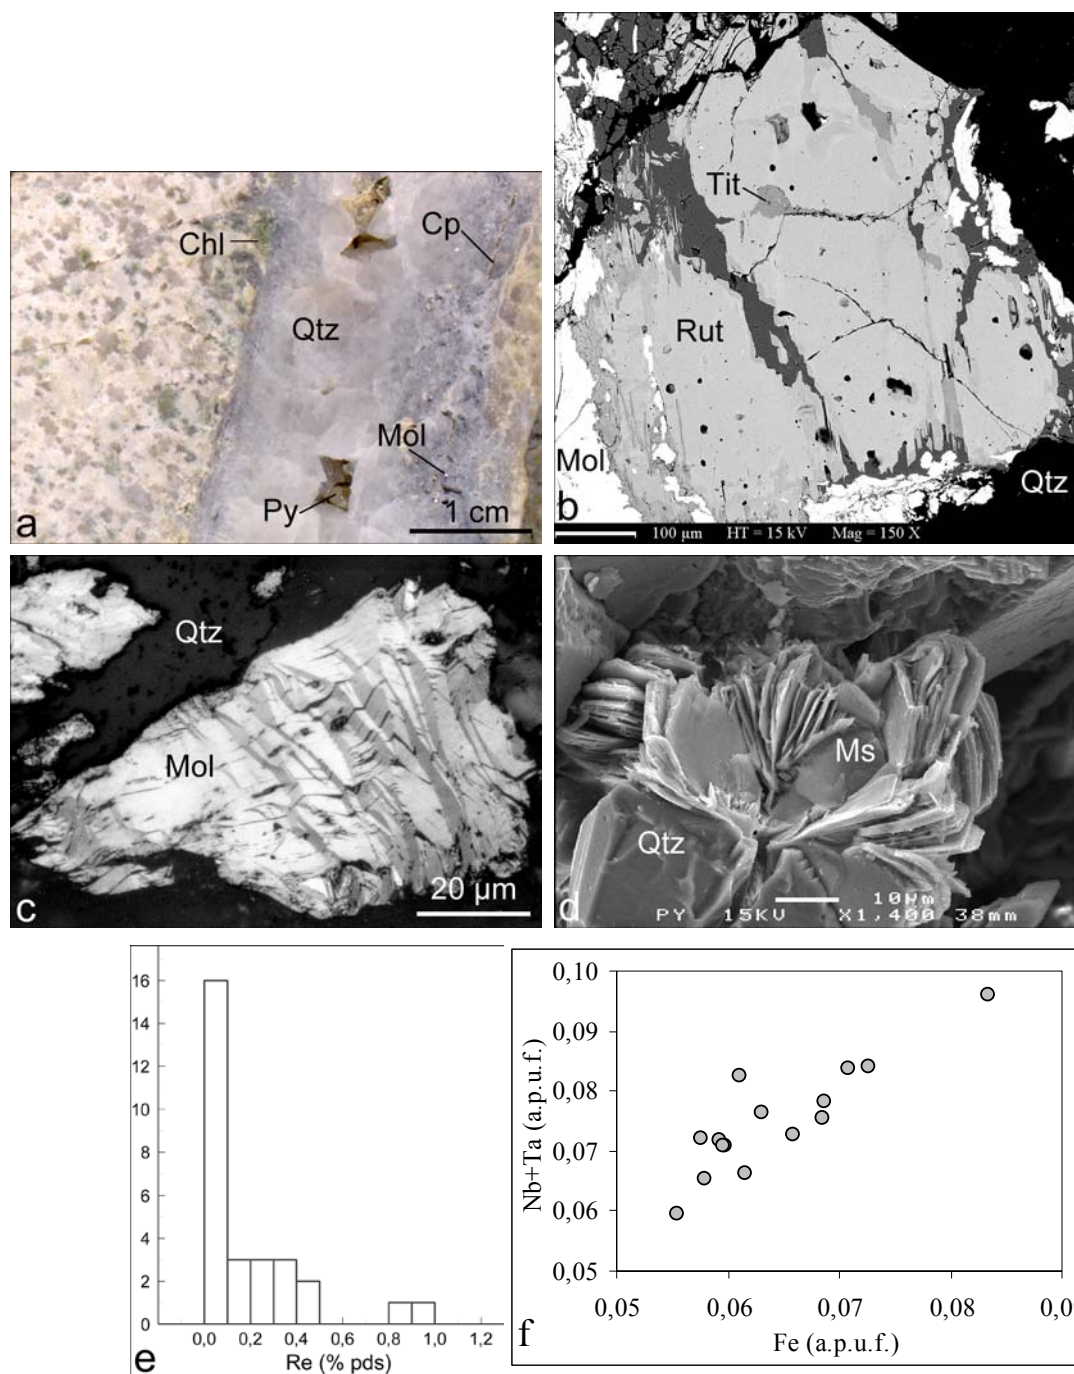 Chl
Qtz
Cp
Mol
Py
1 cm
a
Tit
Rut
Mol
Qtz
b
100 µm HT = 15 kV Mag = 150 X
Qtz
Mol
20 µm
c
Ms
Qtz
10µm
d
PY 15KV X1,400 38mm
16
14
12
10
8
6
4
2
0
0,0 0,2 0,4 0,6 0,8 1,0 1,2
Re (% pds)
e
0,10
0,09
0,08
0,07
0,06
0,05
Nb+Ta (a.p.u.f.)
0,05 0,06 0,07 0,08 0,0
Fe (a.p.u.f.)
f